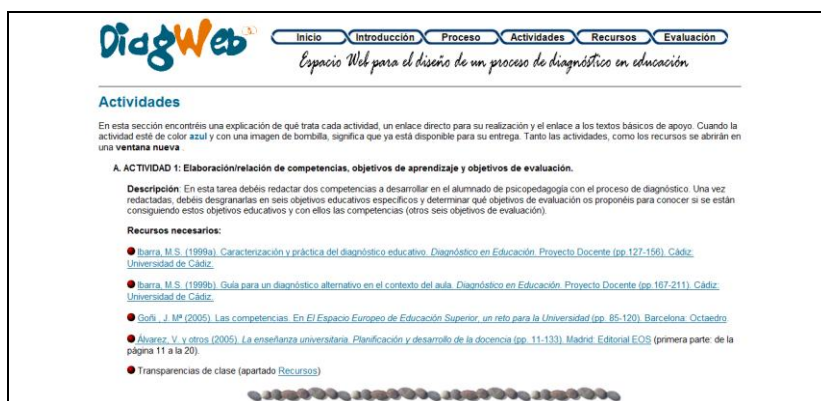 DiagWeb
Inicio Introducción Proceso Actividades Recursos Evaluación
Espacio Web para el diseño de un proceso de diagnóstico en educación
Actividades
En esta sección encontréis una explicación de qué trata cada actividad, un enlace directo para su realización y el enlace a los textos básicos de apoyo. Cuando la
actividad esté de color azul y con una imagen de bombilla, significa que ya está disponible para su entrega. Tanto las actividades, como los recursos se abrirán en
una ventana nueva .
A. ACTIVIDAD 1: Elaboración/relación de competencias, objetivos de aprendizaje y objetivos de evaluación.
Descripción: En esta tarea debéis redactar dos competencias a desarrollar en el alumnado de psicopedagogía con el proceso de diagnóstico. Una vez
redactadas, debéis desgranarlas en seis objetivos educativos específicos y determinar qué objetivos de evaluación os proponéis para conocer si se están
consiguiendo estos objetivos educativos y con ellos las competencias (otros seis objetivos de evaluación).
Recursos necesarios:
Ibarra, M.S. (1999a). Caracterización y práctica del diagnóstico educativo. Diagnóstico en Educación. Proyecto Docente (pp.127-156). Cádiz:
Universidad de Cádiz.
Ibarra, M.S. (1999b). Guía para un diagnóstico alternativo en el contexto del aula. Diagnóstico en Educación. Proyecto Docente (pp.167-211). Cádiz:
Universidad de Cádiz.
Goñi , J. Mª (2005). Las competencias. En El Espacio Europeo de Educación Superior, un reto para la Universidad (pp. 85-120). Barcelona: Octaedro.
Álvarez, V. y otros (2005). La enseñanza universitaria. Planificación y desarrollo de la docencia (pp. 11-133). Madrid: Editorial EOS (primera parte: de la
página 11 a la 20).
Transparencias de clase (apartado Recursos)